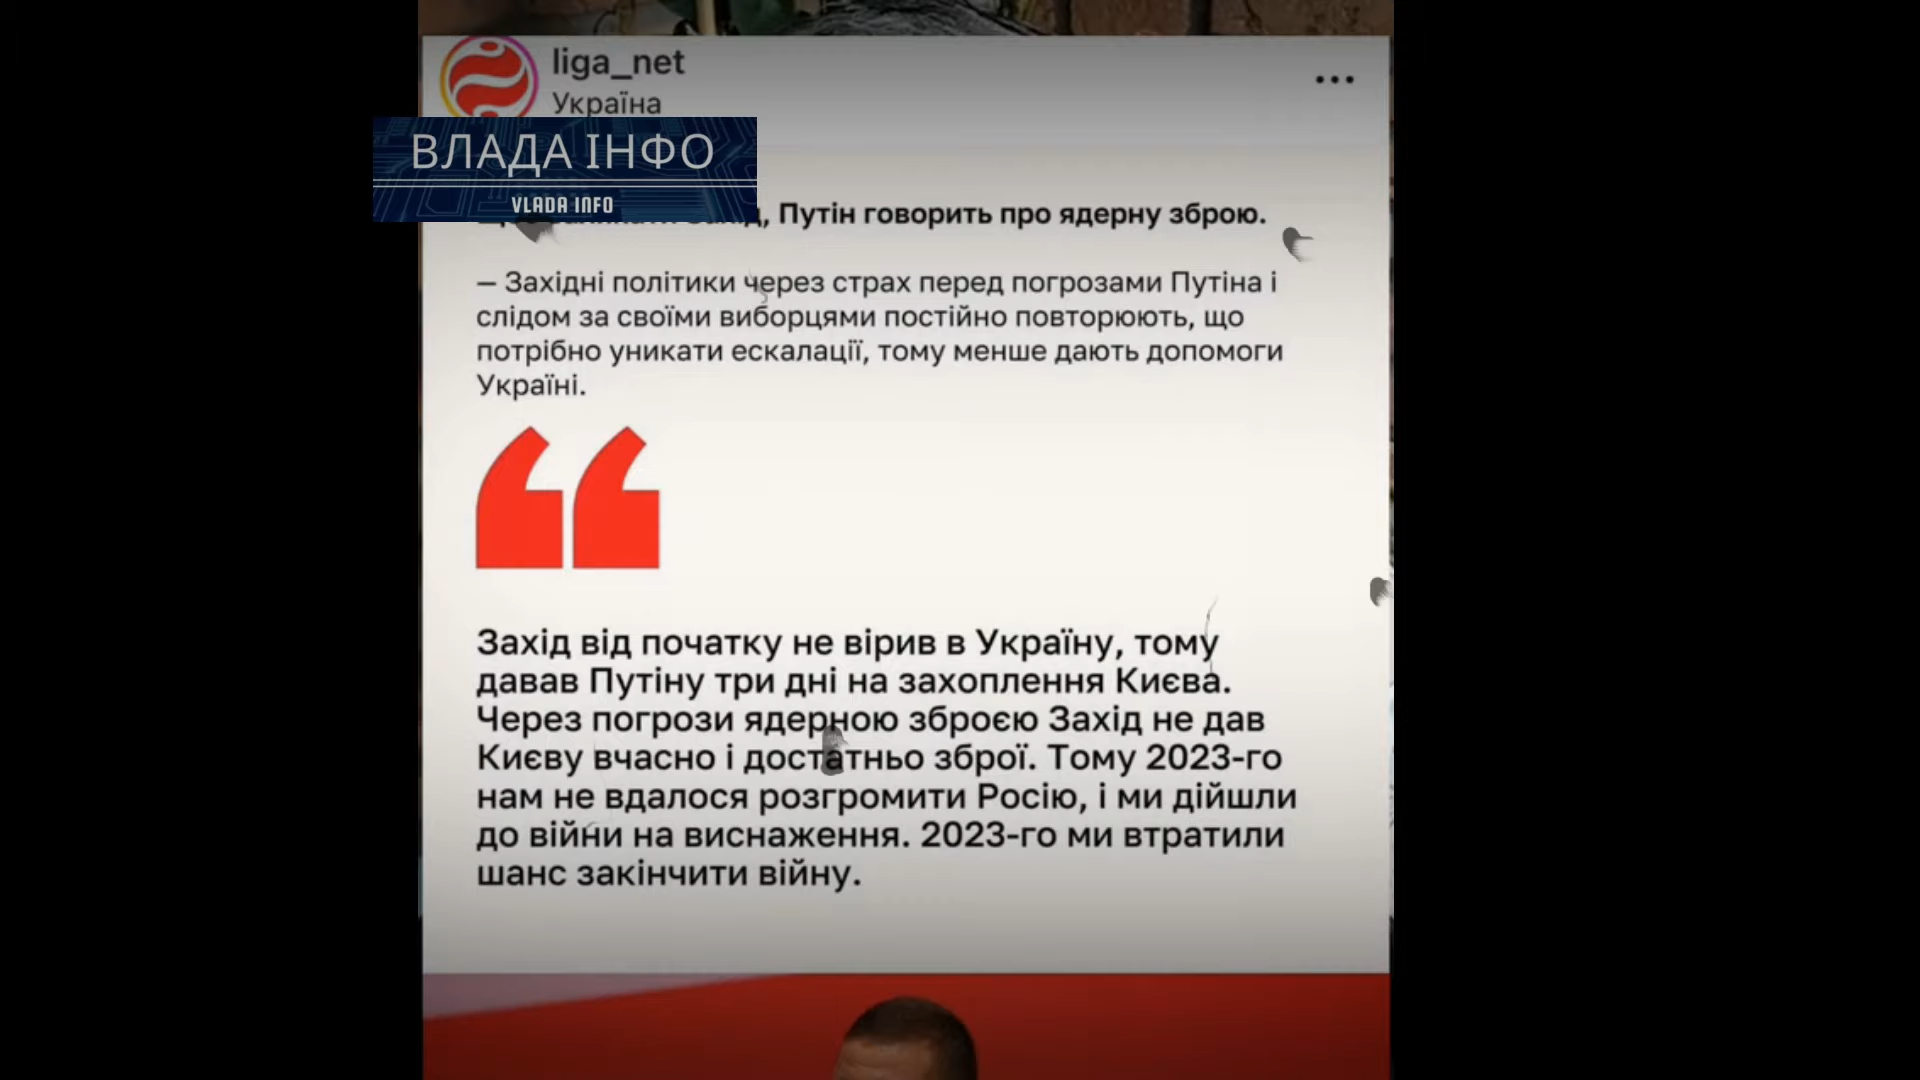 liga_net
Україна
ВЛАДА ІНФО
VLADA INFO
Путін говорить про ядерну зброю.
— Західні політики через страх перед погрозами Путіна і
слідом за своїми виборцями постійно повторюють, що
потрібно уникати ескалації, тому менше дають допомоги
Україні.
Захід від початку не вірив в Україну, тому
давав Путіну три дні на захоплення Києва.
Через погрози ядерною зброєю Захід не дав
Києву вчасно і достатньо зброї. Тому 2023-го
нам не вдалося розгромити Росію, і ми дійшли
до війни на виснаження. 2023-го ми втратили
шанс закінчити війну.